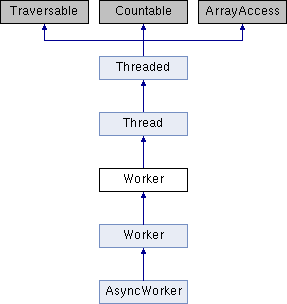 Traversable Countable ArrayAccess
Threaded
Thread
Worker
Worker
AsyncWorker